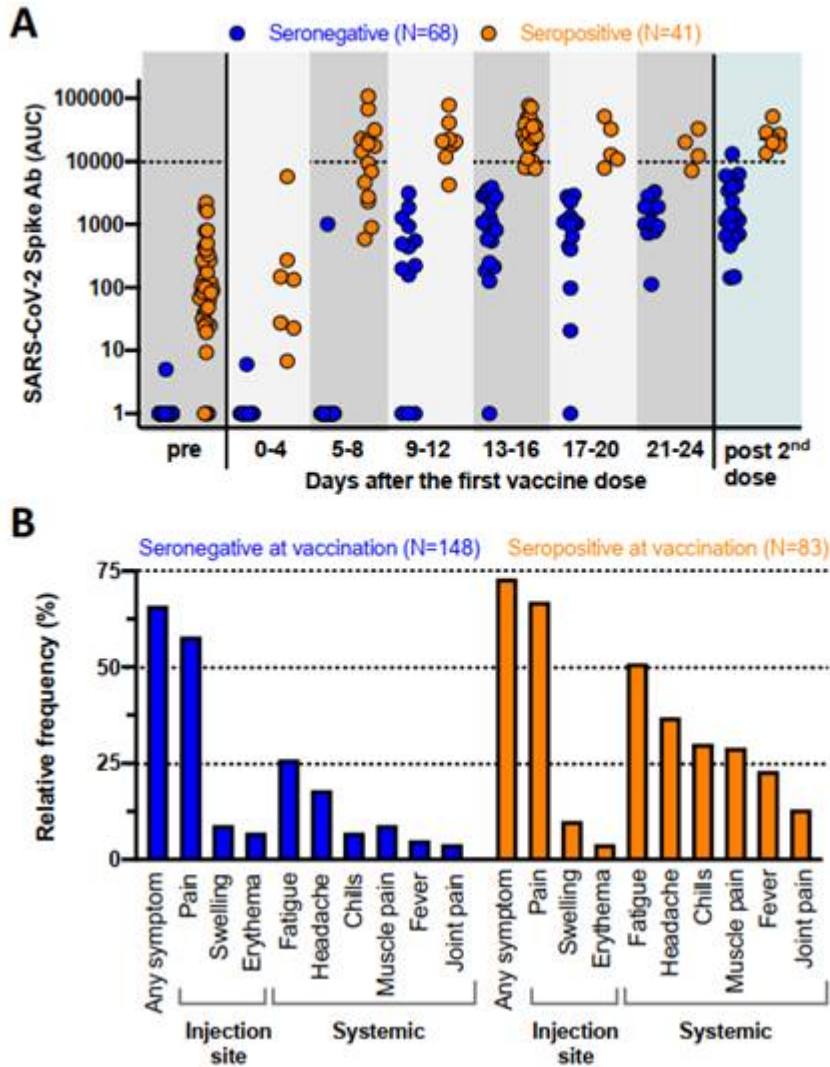 A
Seronegative (N=68) Seropositive (N=41)
SARS-CoV-2 Spike Ab (AUC)
100000
10000
1000
100
10
1
pre 0-4 5-8 9-12 13-16 17-20 21-24 post 2nd dose
Days after the first vaccine dose
B
Seronegative at vaccination (N=148) Seropositive at vaccination (N=83)
Relative frequency (%)
75
50
25
0
Any symptom
Pain
Swelling
Erythema
Fatigue
Headache
Chills
Muscle pain
Fever
Joint pain
Any symptom
Pain
Swelling
Erythema
Fatigue
Headache
Chills
Muscle pain
Fever
Joint pain
Injection site
Systemic
Injection site
Systemic